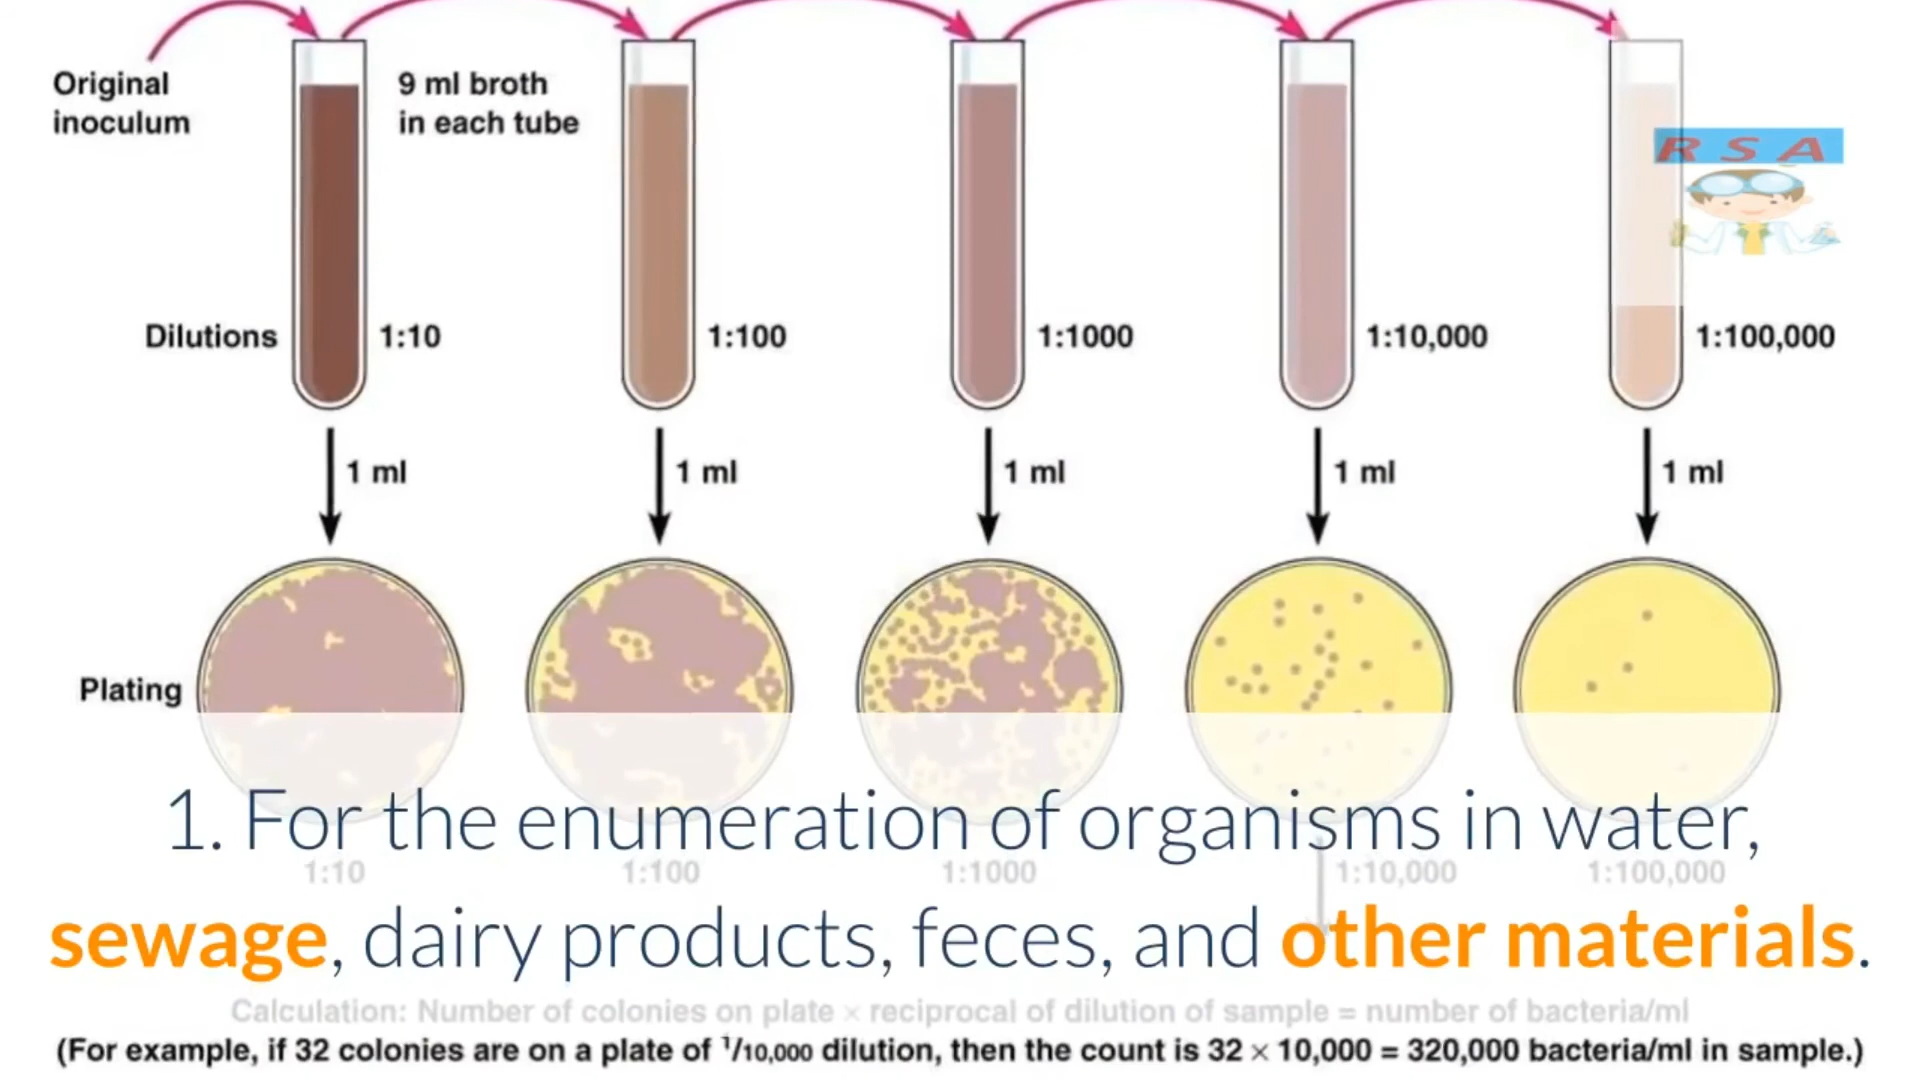 Original
inoculum
9 ml broth
in each tube
R S A
Dilutions
1:10
1:100
1:1000
1:10,000
1:100,000
1 ml
1 ml
1 ml
1 ml
1 ml
Plating
1. For the enumeration of organisms in water,
1:10
1:100
1:1000
1:10,000
1:100,000
sewage, dairy products, feces, and other materials.
Calculation: Number of colonies on plate × reciprocal of dilution of sample = number of bacteria/ml
(For example, if 32 colonies are on a plate of 1/10,000 dilution, then the count is 32 × 10,000 = 320,000 bacteria/ml in sample.)